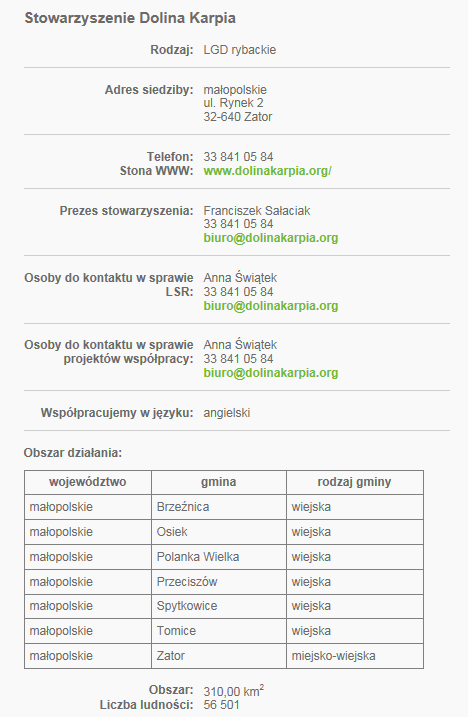 Stowarzyszenie Dolina Karpia
Rodzaj: LGD rybackie
Adres siedziby: małopolskie
ul. Rynek 2
32-640 Zator
Telefon: 33 841 05 84
Stona WWW: www.dolinakarpia.org/
Prezes stowarzyszenia: Franciszek Sałaciak
33 841 05 84
biuro@dolinakarpia.org
Osoby do kontaktu w sprawie Anna Świątek
LSR: 33 841 05 84
biuro@dolinakarpia.org
Osoby do kontaktu w sprawie Anna Świątek
projektów współpracy: 33 841 05 84
biuro@dolinakarpia.org
Współpracujemy w języku: angielski
Obszar działania:
województwo gmina rodzaj gminy
małopolskie Brzeźnica wiejska
małopolskie Osiek wiejska
małopolskie Polanka Wielka wiejska
małopolskie Przeciszów wiejska
małopolskie Spytkowice wiejska
małopolskie Tomice wiejska
małopolskie Zator miejsko-wiejska
Obszar: 310,00 km²
Liczba ludności: 56 501